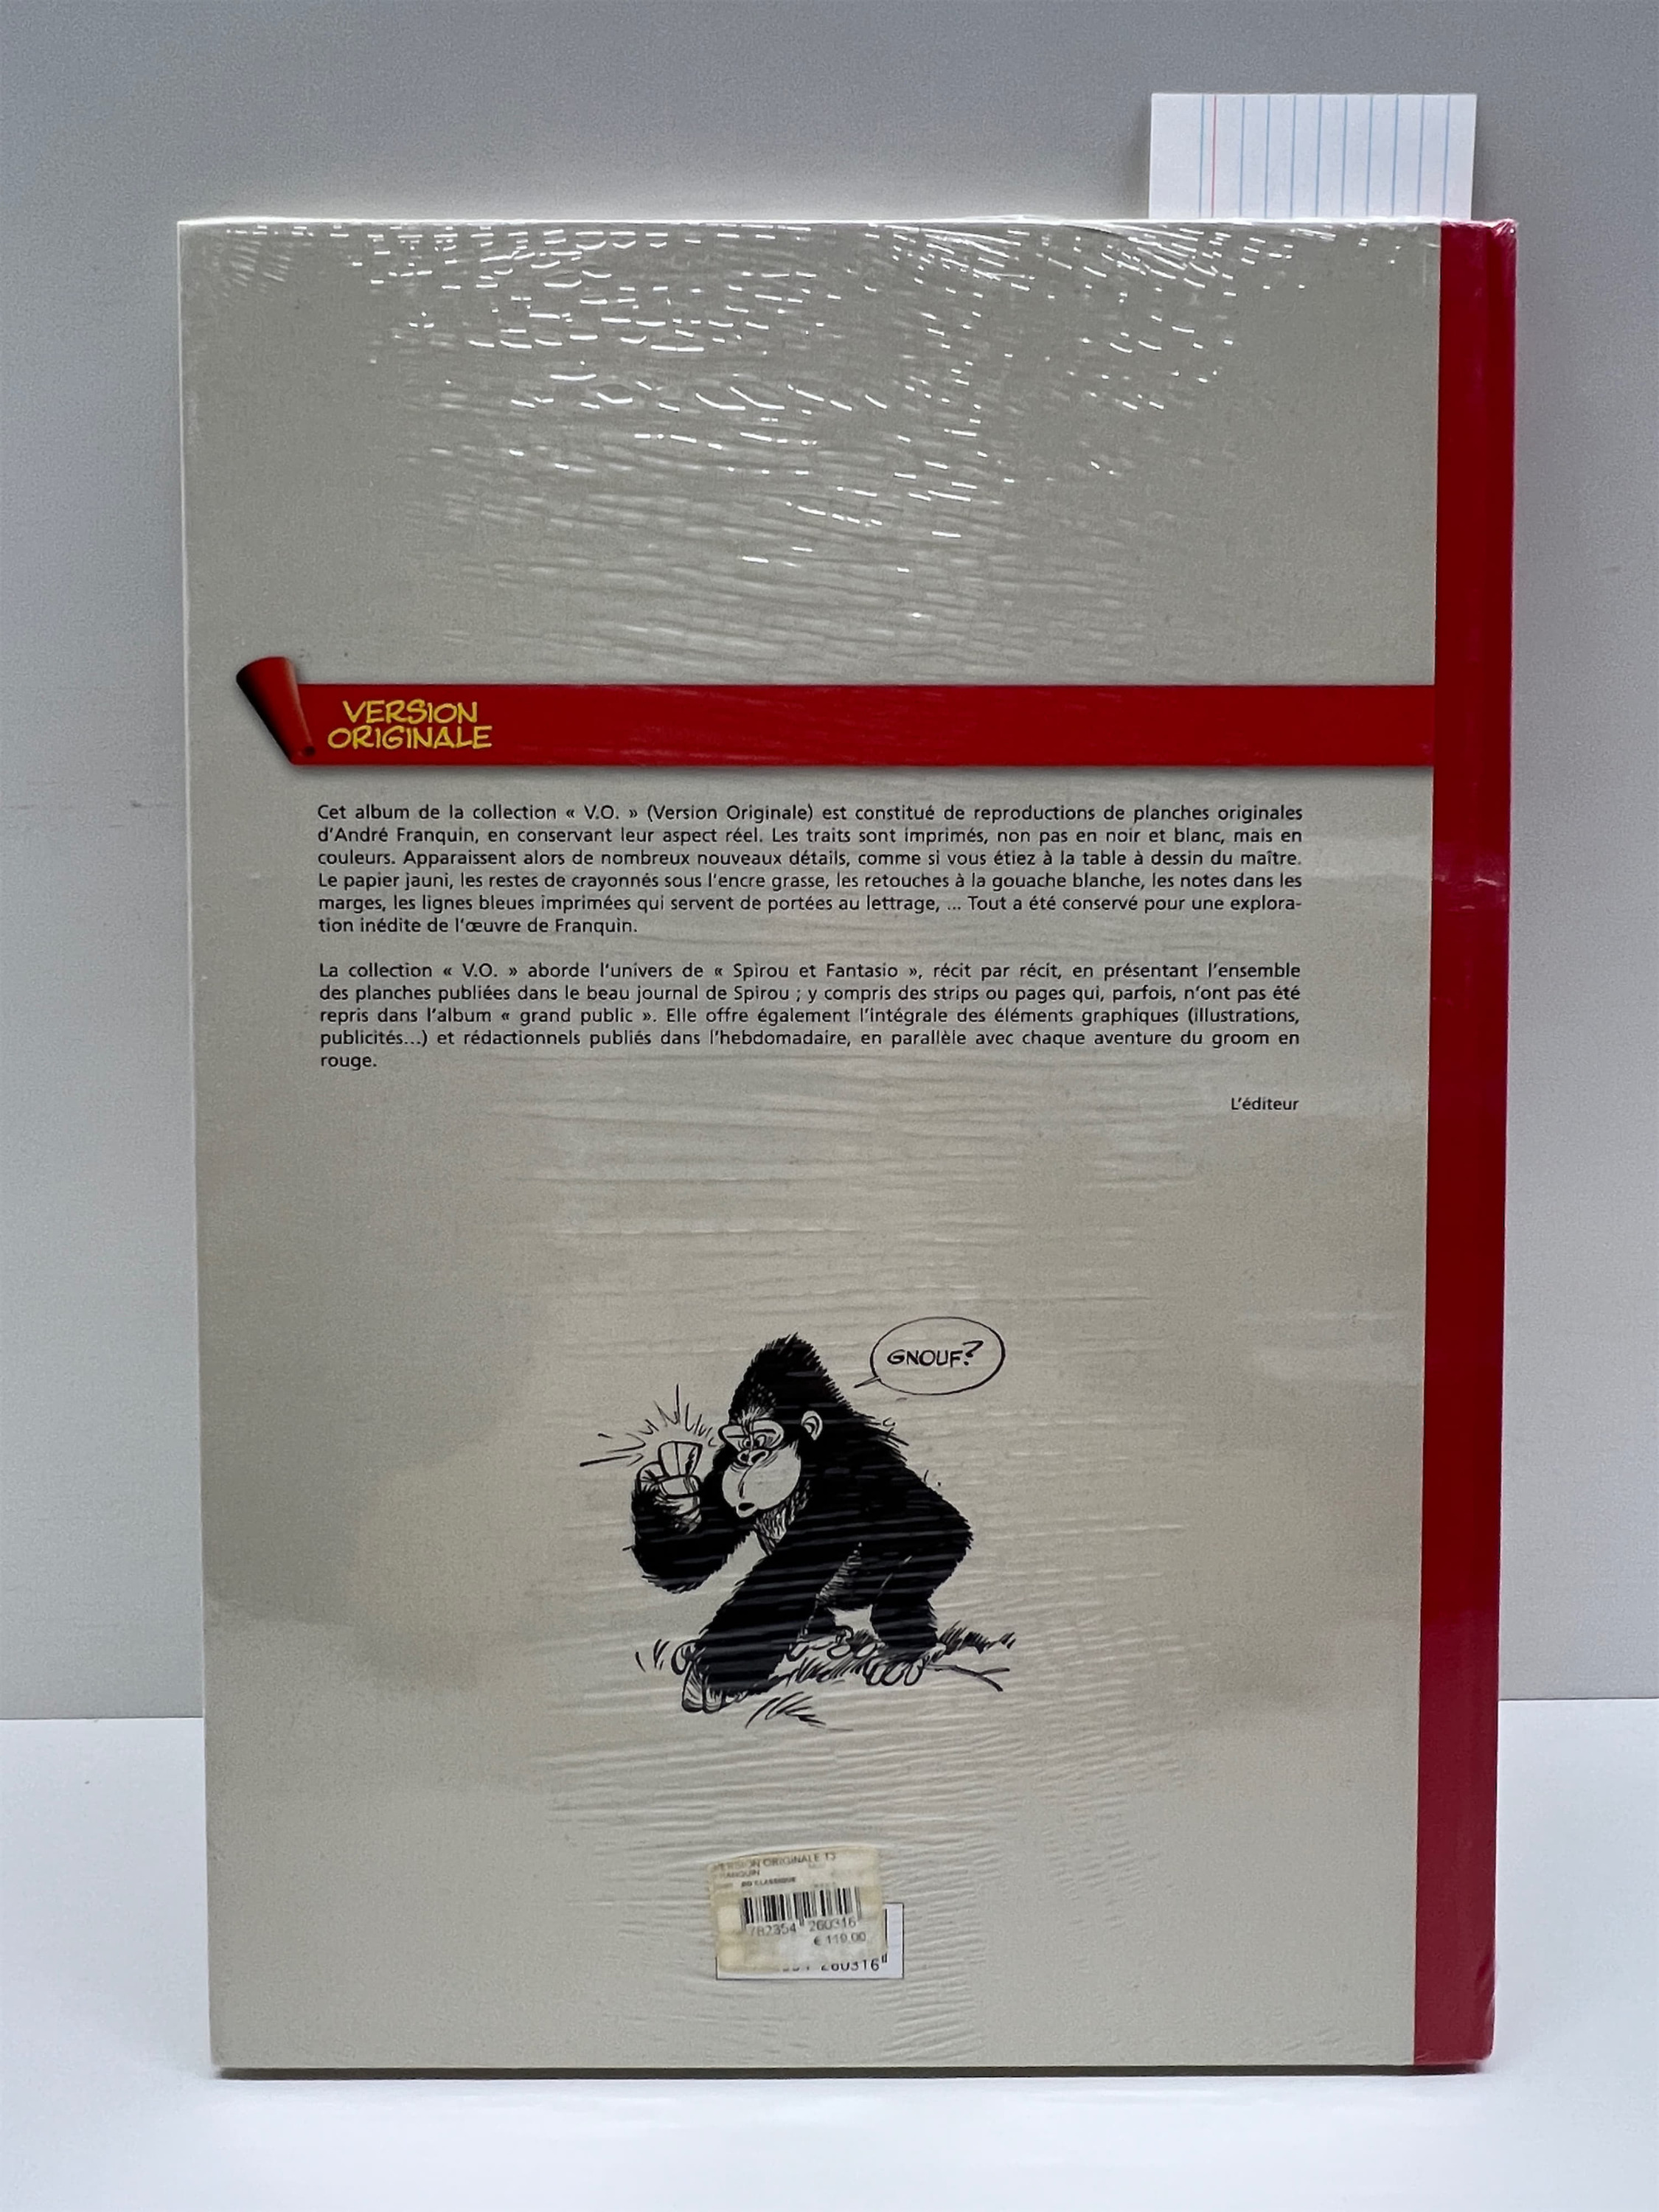 VERSION
ORIGINALE
Cet album de la collection « V.O. » (Version Originale) est constitué de reproductions de planches originales
d'André Franquin, en conservant leur aspect réel. Les traits sont imprimés, non pas en noir et blanc, mais en
couleurs. Apparaissent alors de nombreux nouveaux détails, comme si vous étiez à la table à dessin du maître.
Le papier jauni, les restes de crayonnés sous l'encre grasse, les retouches à la gouache blanche, les notes dans les
marges, les lignes bleues imprimées qui servent de portées au lettrage, ... Tout a été conservé pour une explora-
tion inédite de l'œuvre de Franquin.
La collection « V.O. » aborde l'univers de « Spirou et Fantasio », récit par récit, en présentant l'ensemble
des planches publiées dans le beau journal de Spirou ; y compris des strips ou pages qui, parfois, n'ont pas été
repris dans l'album « grand public ». Elle offre également l'intégrale des éléments graphiques (illustrations,
publicités...) et rédactionnels publiés dans l'hebdomadaire, en parallèle avec chaque aventure du groom en
rouge.
L'éditeur
GNOUF?
VERSION ORIGINALE T3
FRANQUIN
BD CLASSIQUE
782354 260316
€ 119.00
260316